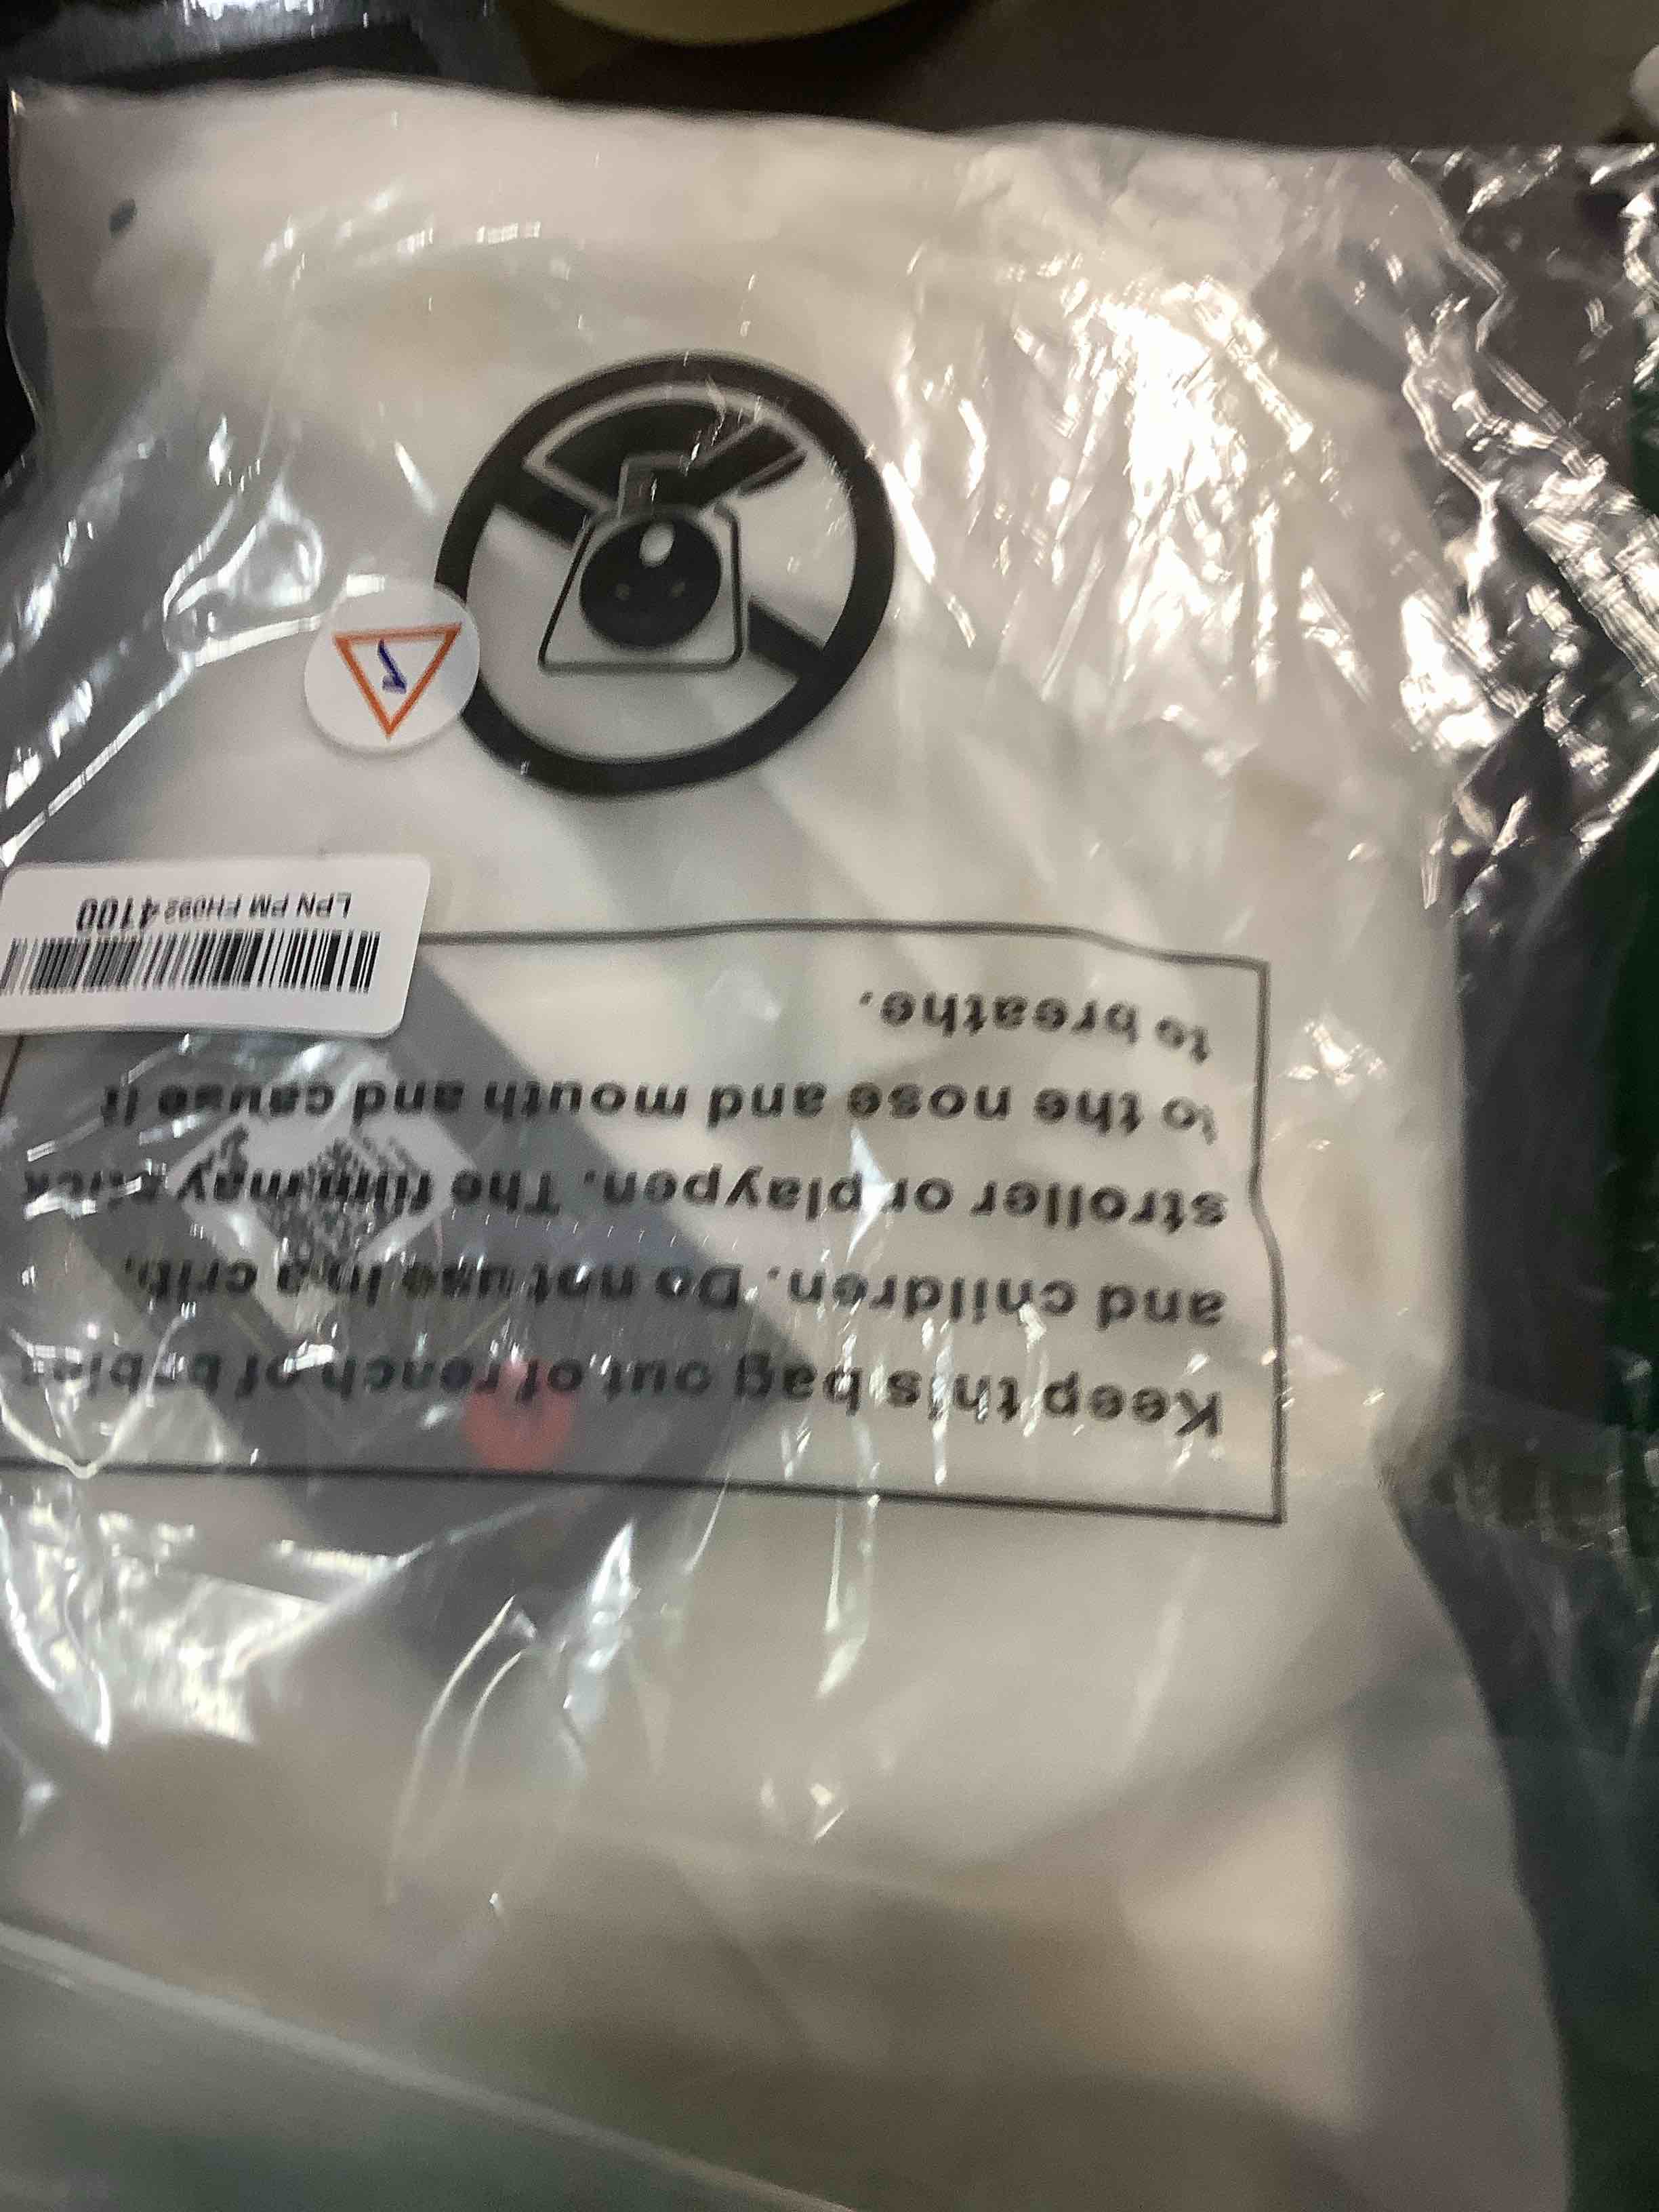 Keep this bag out of reach of babies
and children. Do not use in a crib,
stroller or playpen. The film may stick
to the nose and mouth and cause it
to breathe.
LPN PM FH092 4100